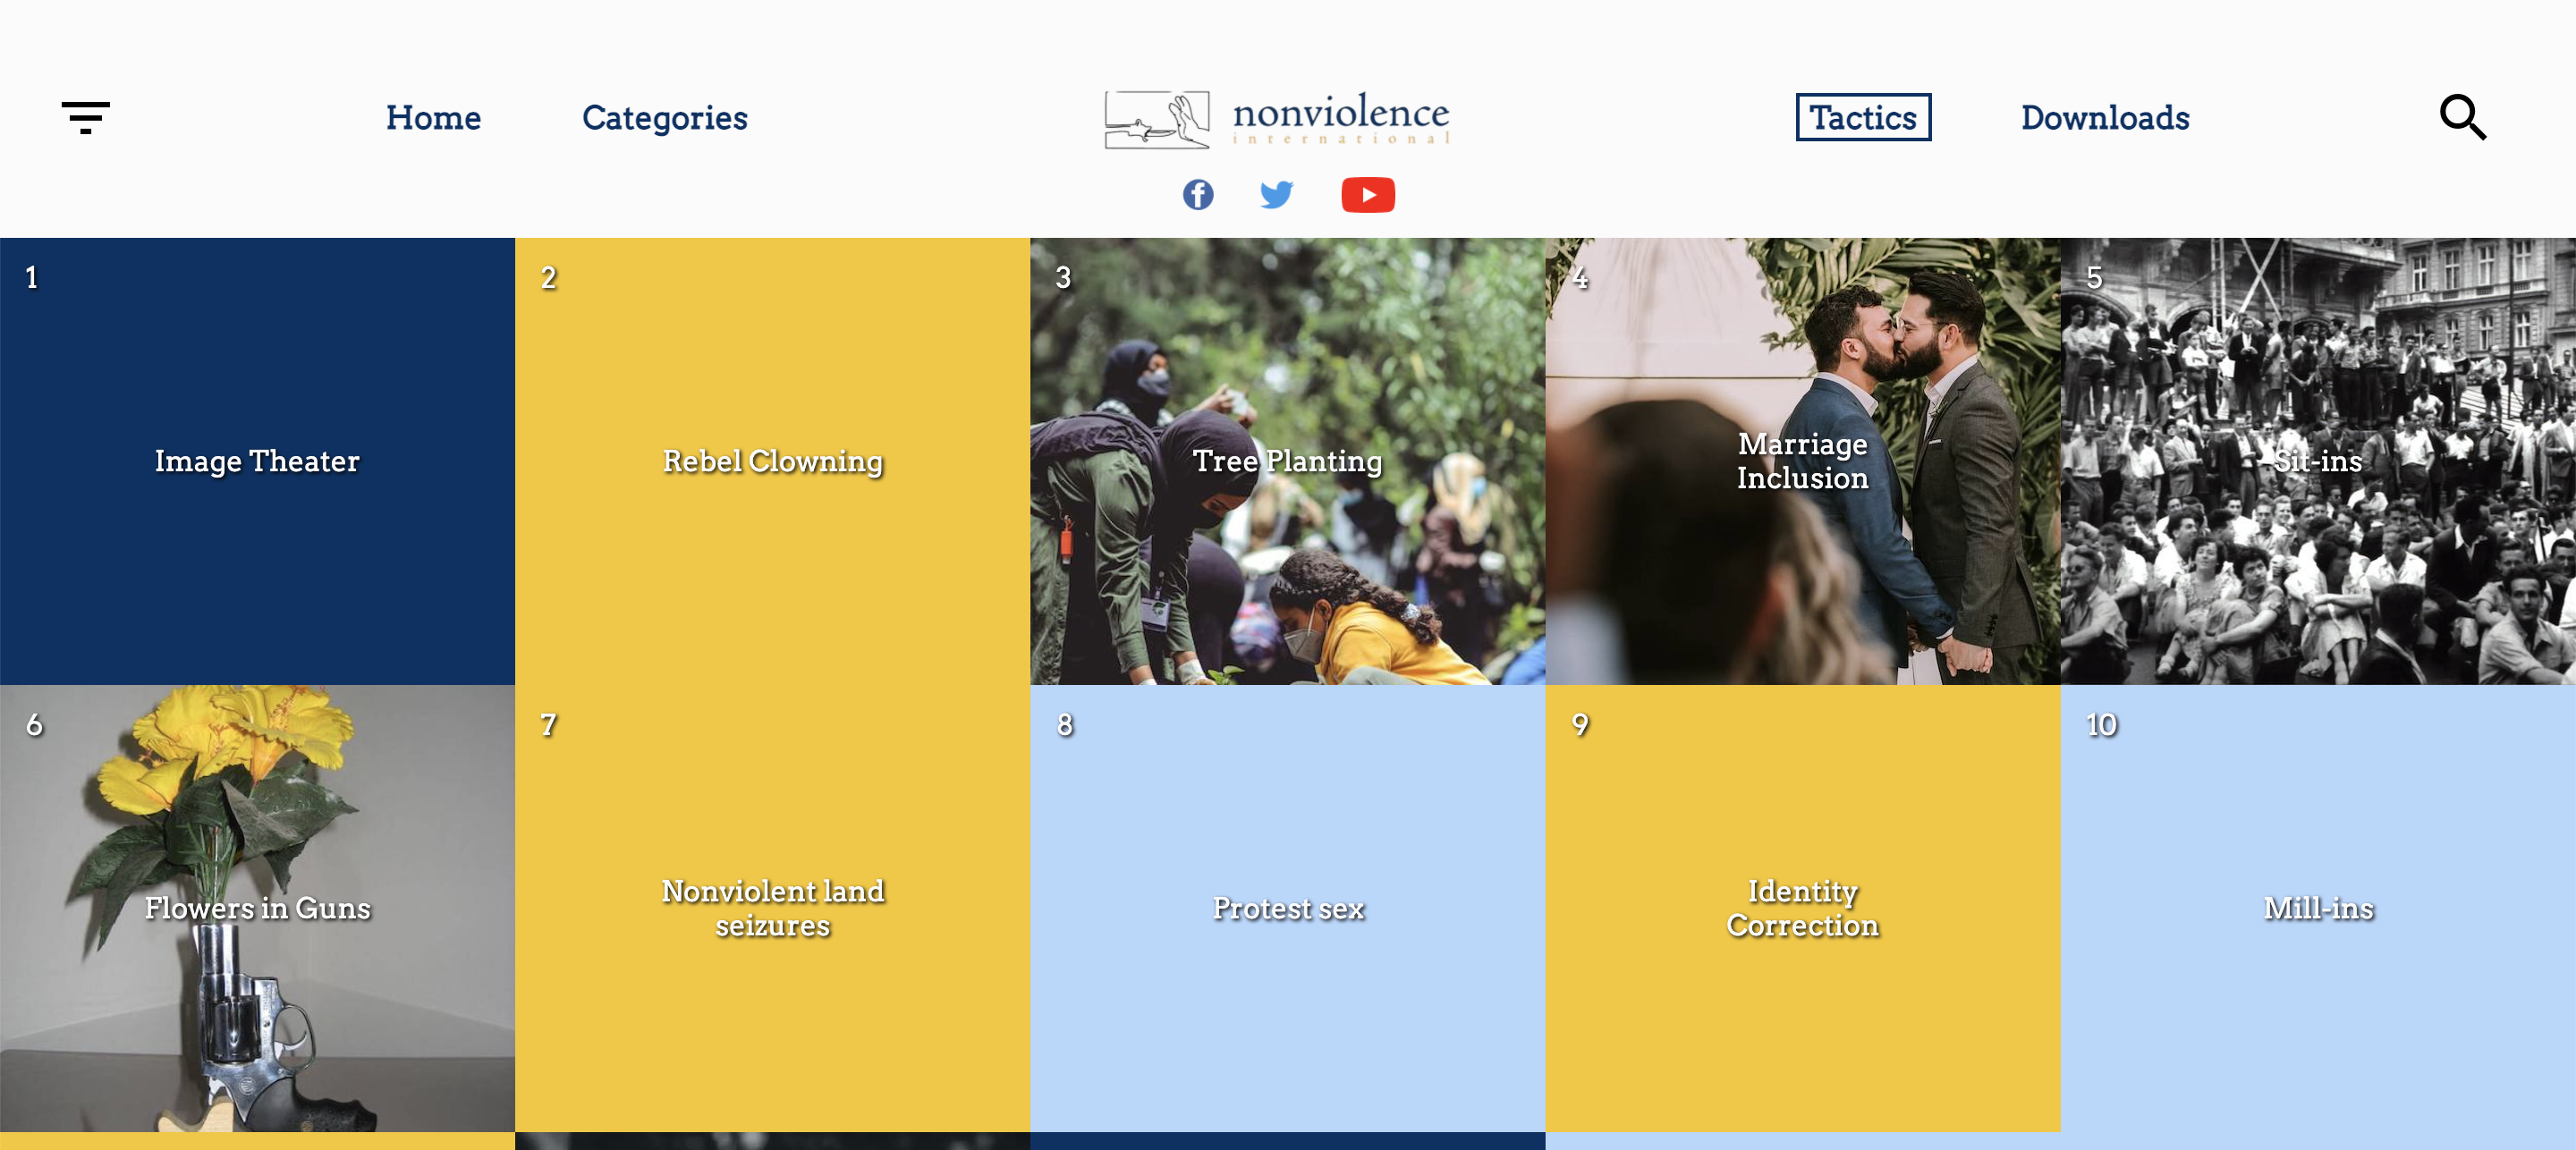 Home
Categories
nonviolence
international
Tactics
Downloads
1
Image Theater
2
Rebel Clowning
3
Tree Planting
4
Marriage
Inclusion
5
Sit-ins
6
Flowers in Guns
7
Nonviolent land
seizures
8
Protest sex
9
Identity
Correction
10
Mill-ins